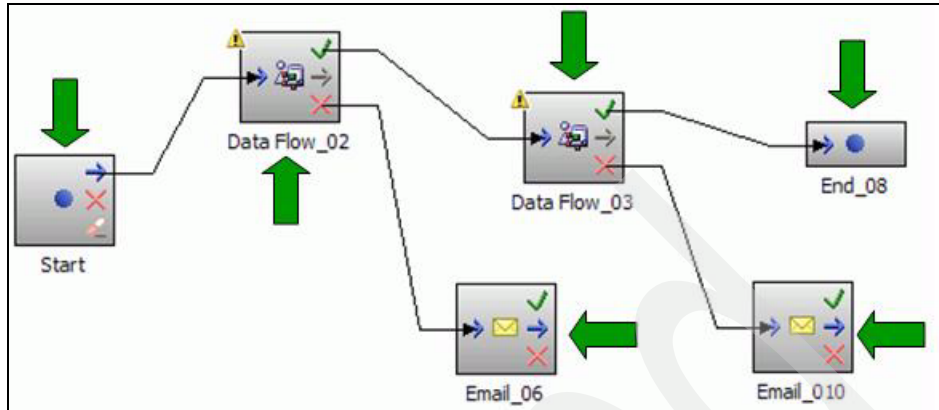 Data Flow_02
Data Flow_03
End_08
Start
Email_06
Email_010